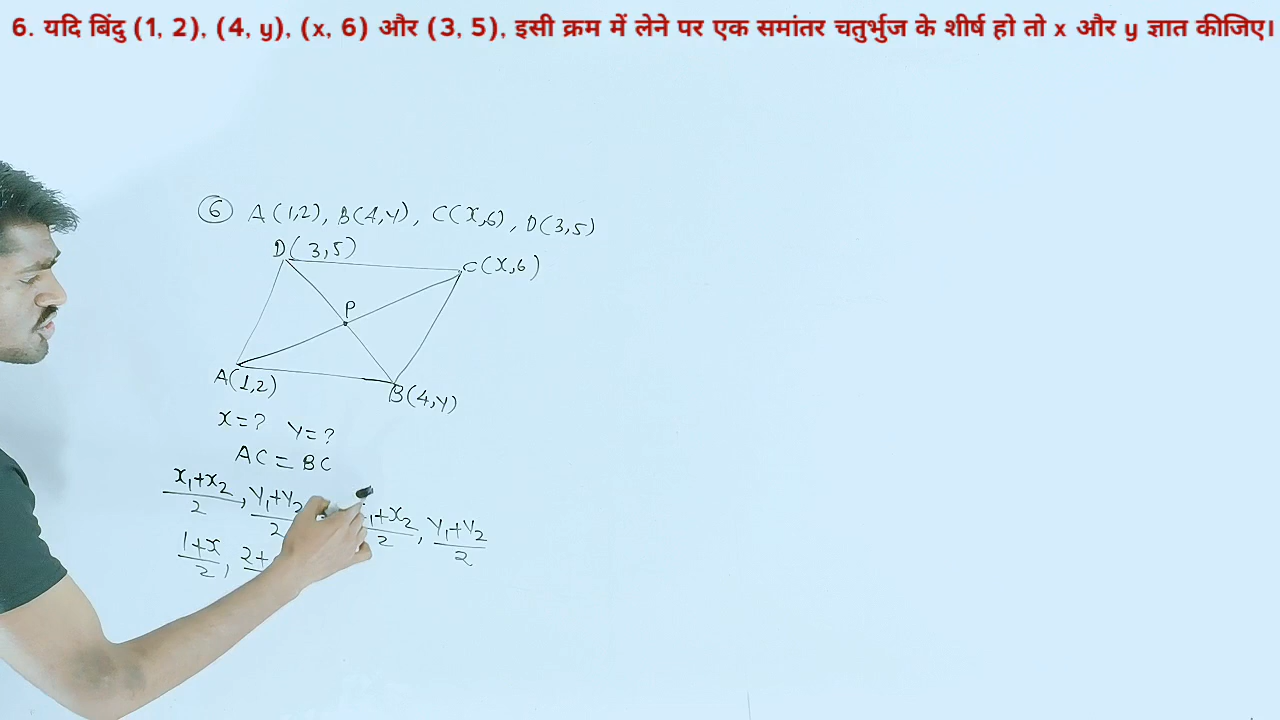 6. यदि बिंदु (1, 2), (4, y), (x, 6) और (3, 5), इसी क्रम में लेने पर एक समांतर चतुर्भुज के शीर्ष हो तो x और y ज्ञात कीजिए।
6 A(1,2), B(4,Y), C(X,6), D(3,5)
D(3,5)
C(X,6)
P
A(1,2)
B(4,Y)
X=? Y=?
AC = BC
x₁+x₂/2, Y₁+Y₂/2 ₁+x₂/2, Y₁+Y₂/2
1+x/2, 2+